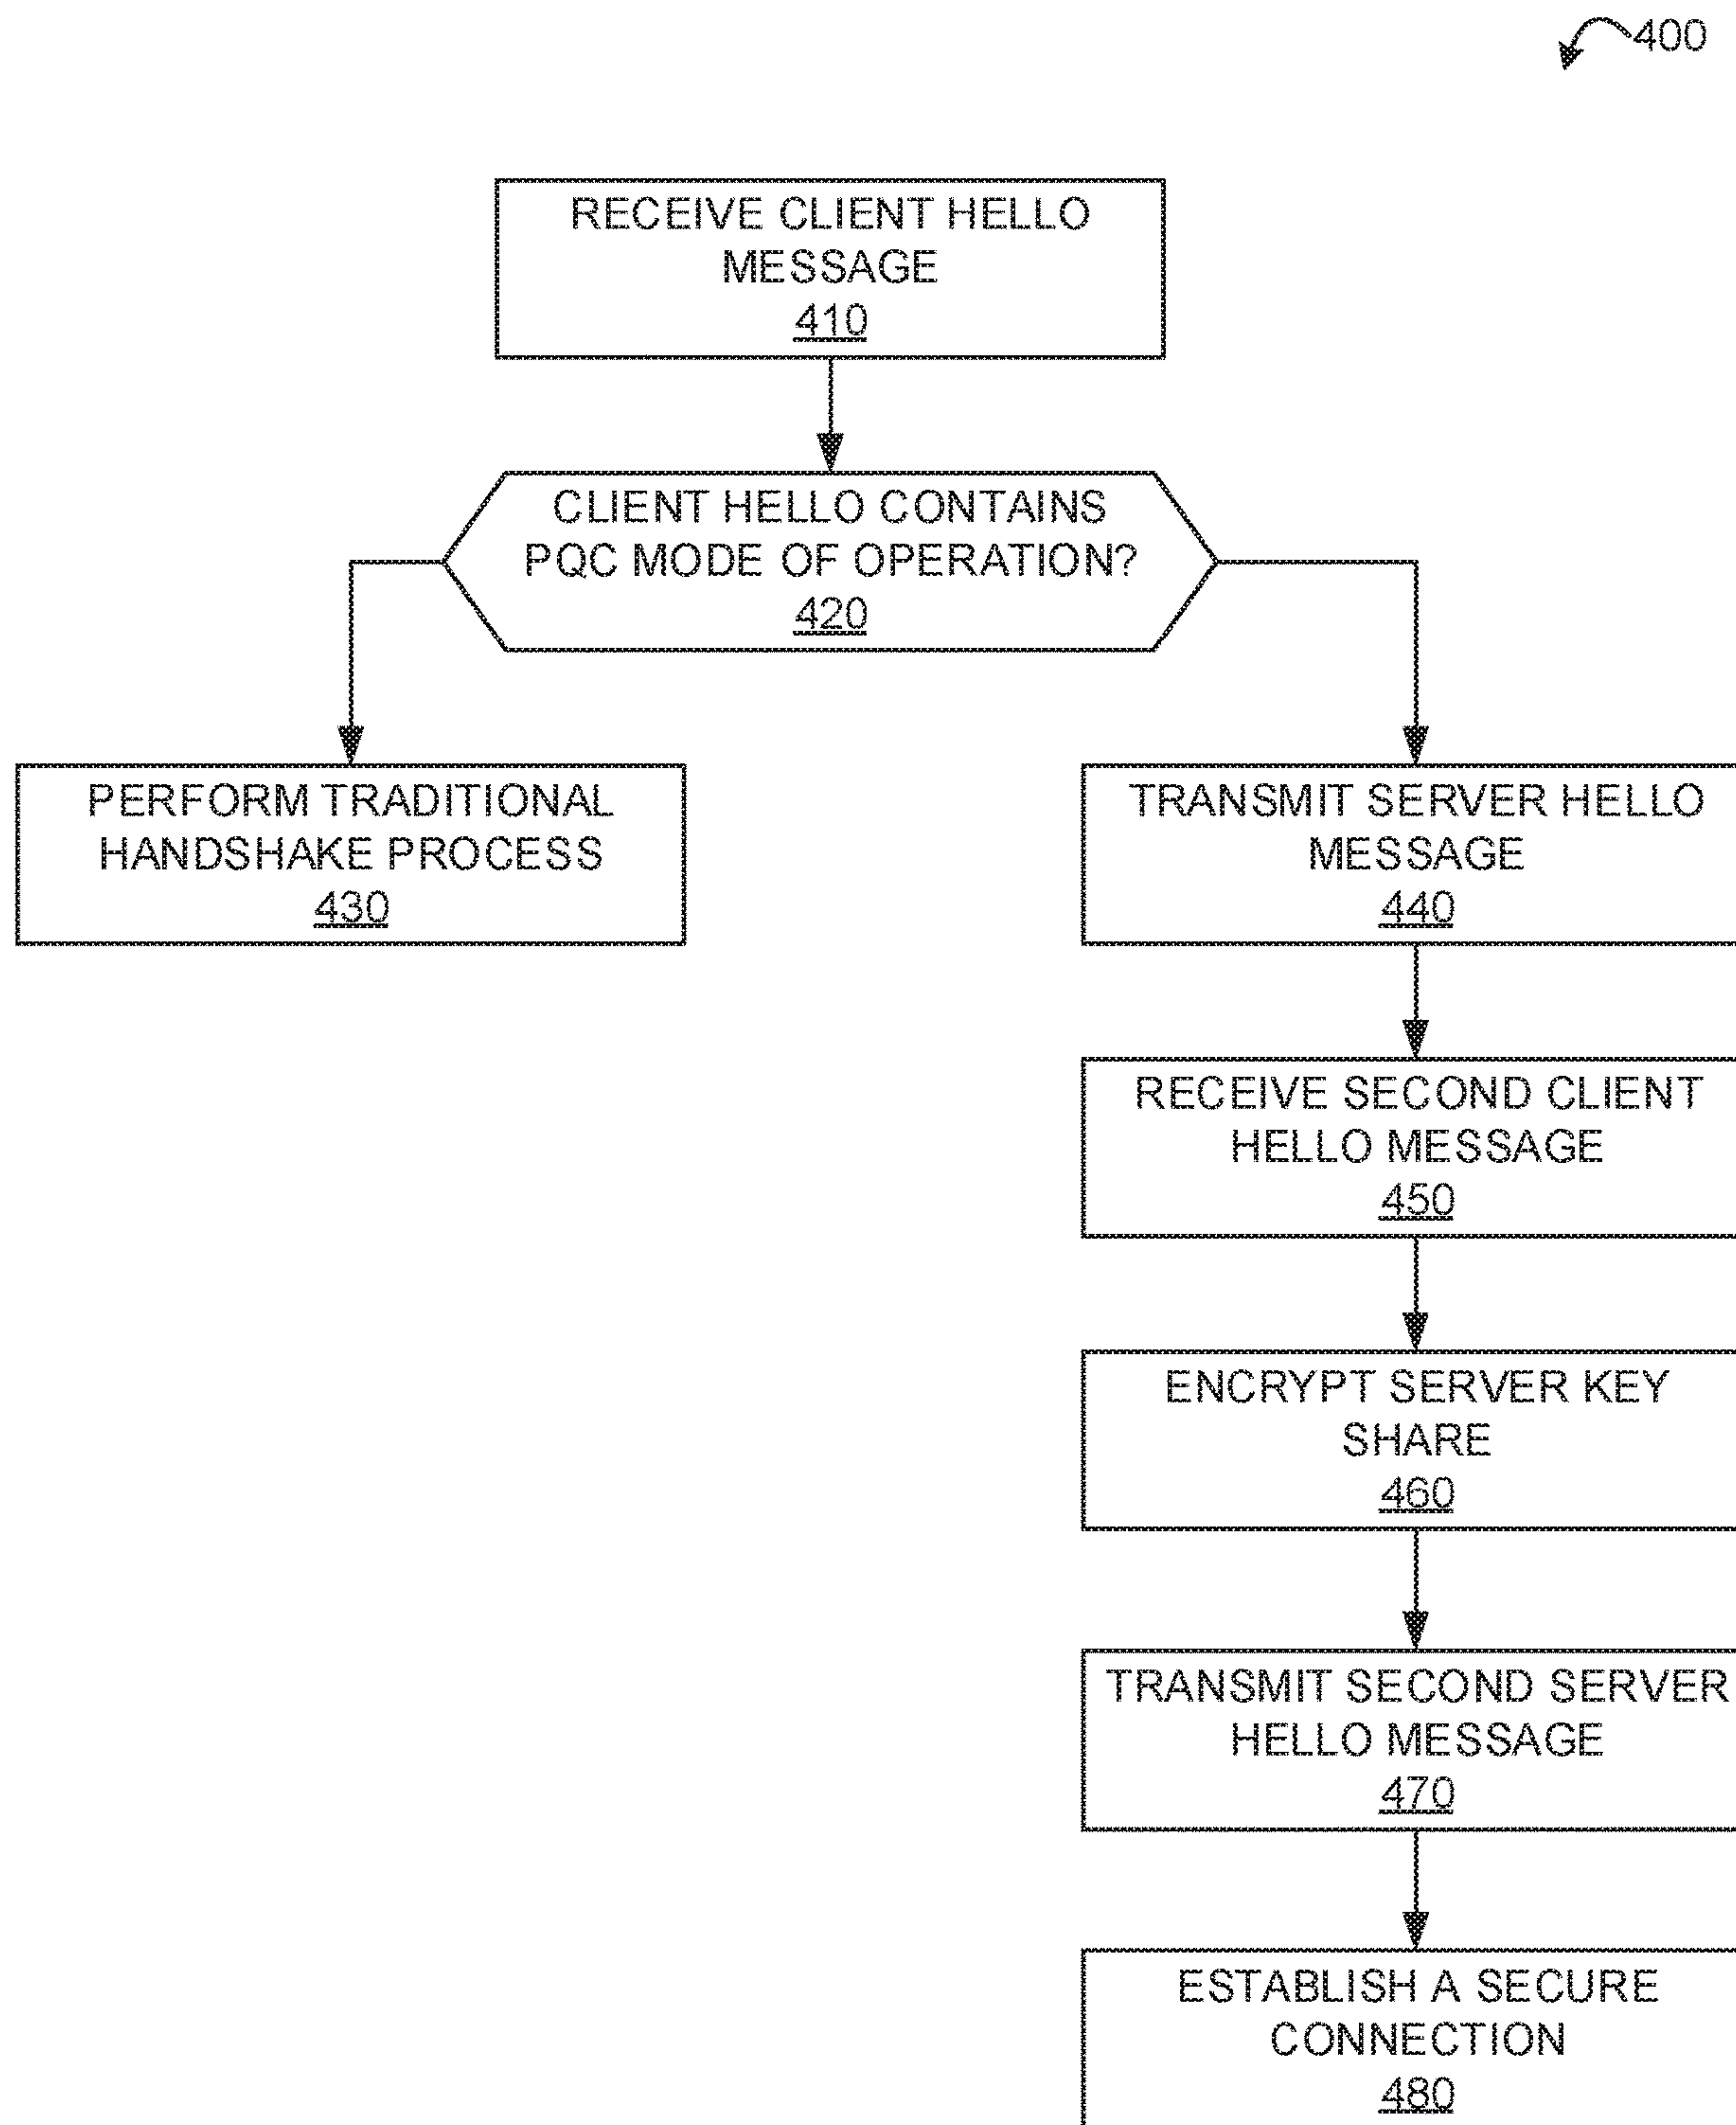 400
RECEIVE CLIENT HELLO
MESSAGE
410
CLIENT HELLO CONTAINS
PQC MODE OF OPERATION?
420
PERFORM TRADITIONAL
HANDSHAKE PROCESS
430
TRANSMIT SERVER HELLO
MESSAGE
440
RECEIVE SECOND CLIENT
HELLO MESSAGE
450
ENCRYPT SERVER KEY
SHARE
460
TRANSMIT SECOND SERVER
HELLO MESSAGE
470
ESTABLISH A SECURE
CONNECTION
480